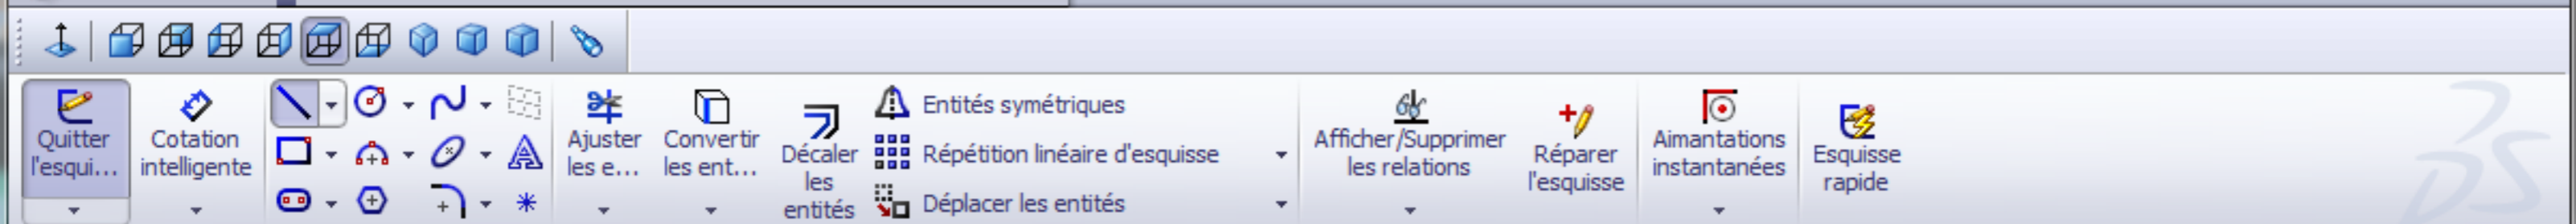 Quitter
l'esqui...
Cotation
intelligente
Ajuster
les e...
Convertir
les ent...
Décaler
les
entités
Entités symétriques
Répétition linéaire d'esquisse
Déplacer les entités
Afficher/Supprimer
les relations
Réparer
l'esquisse
Aimantations
instantanées
Esquisse
rapide